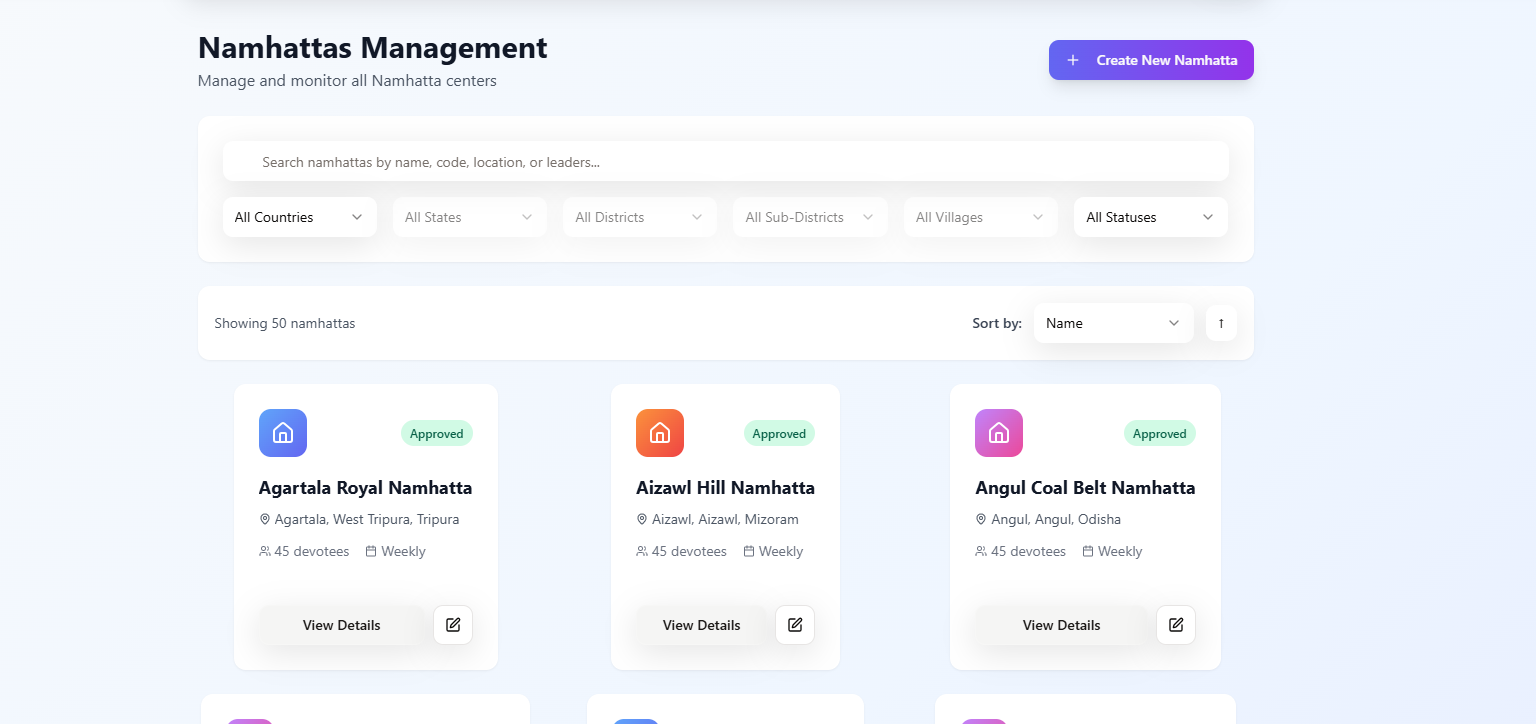 Namhattas Management
Manage and monitor all Namhatta centers
Create New Namhatta
Search namhattas by name, code, location, or leaders...
All Countries All States All Districts All Sub-Districts All Villages All Statuses
Showing 50 namhattas Sort by: Name ↑
Approved Approved Approved
Agartala Royal Namhatta Aizawl Hill Namhatta Angul Coal Belt Namhatta
Agartala, West Tripura, Tripura Aizawl, Aizawl, Mizoram Angul, Angul, Odisha
45 devotees Weekly 45 devotees Weekly 45 devotees Weekly
View Details View Details View Details